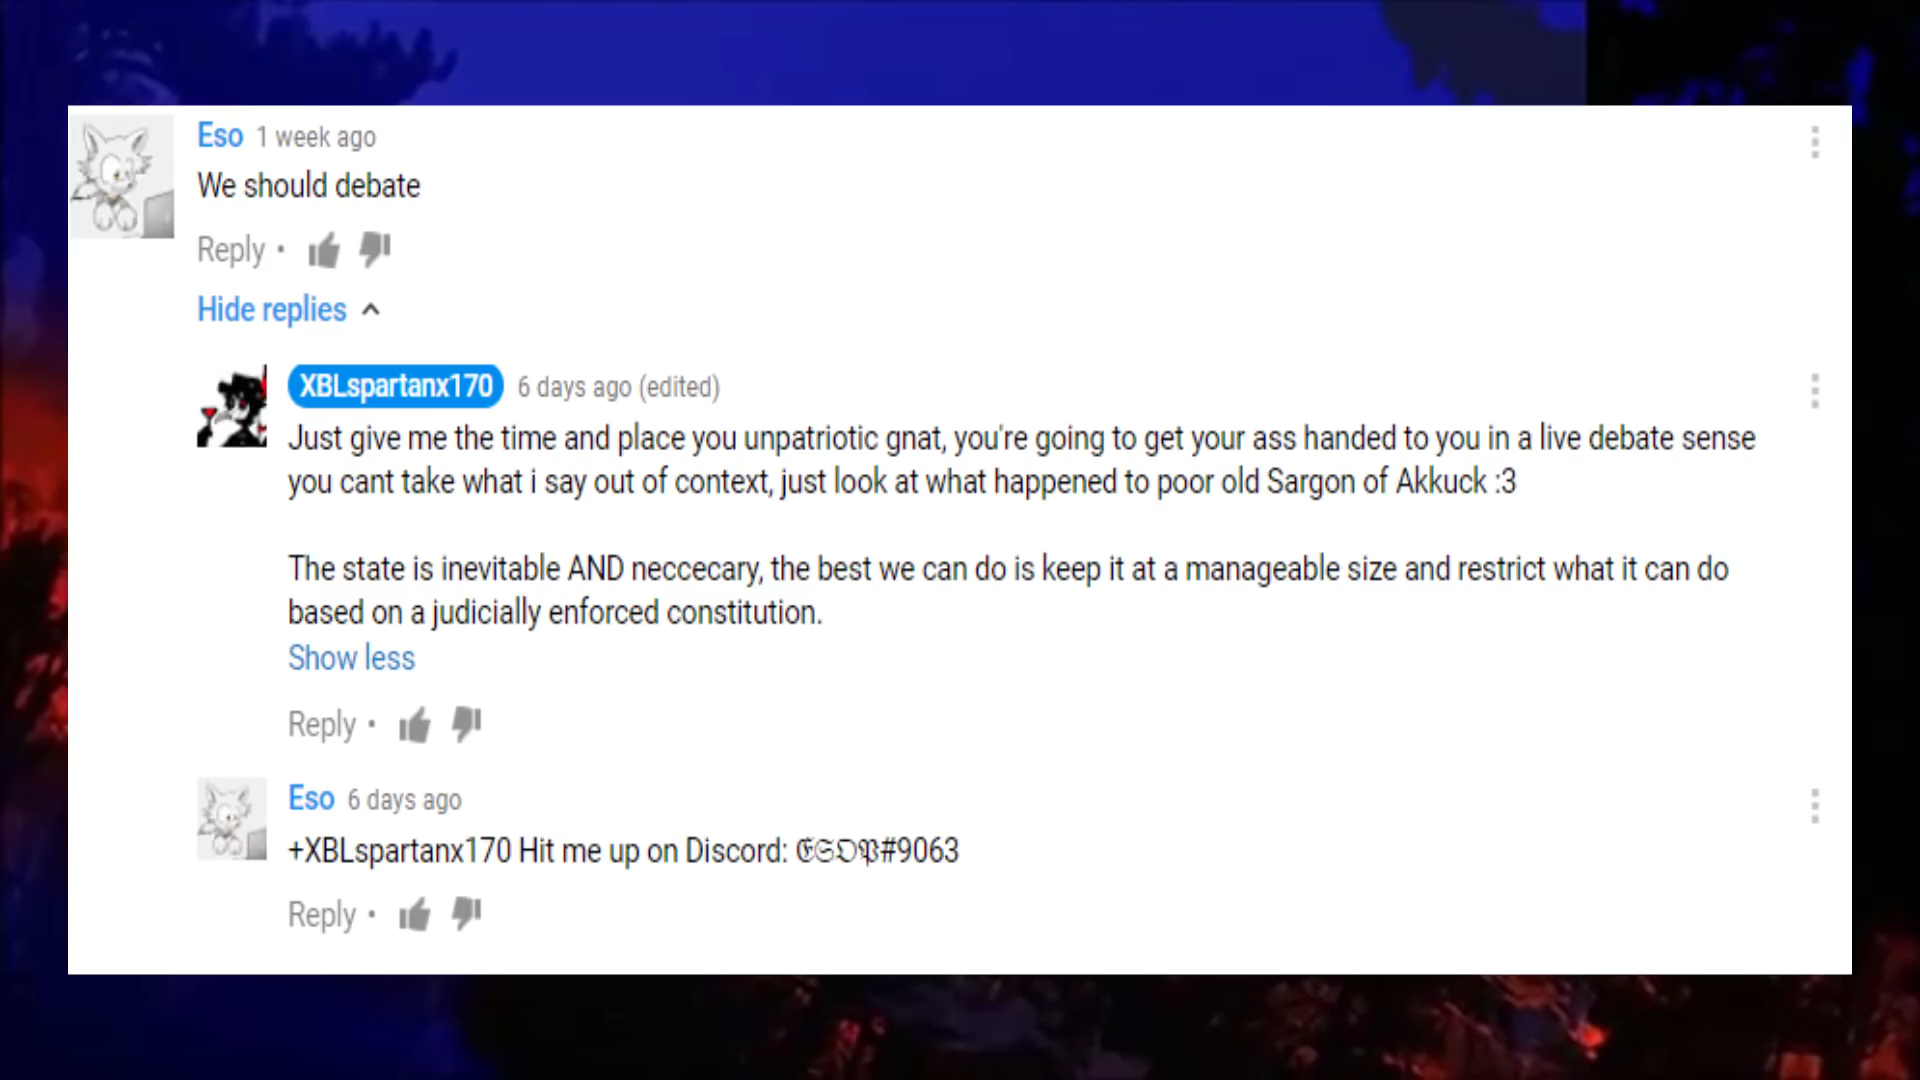 Eso 1 week ago
We should debate
Reply •
Hide replies
XBLspartanx170 6 days ago (edited)
Just give me the time and place you unpatriotic gnat, you're going to get your ass handed to you in a live debate sense
you cant take what i say out of context, just look at what happened to poor old Sargon of Akkuck :3
The state is inevitable AND neccecary, the best we can do is keep it at a manageable size and restrict what it can do
based on a judicially enforced constitution.
Show less
Reply •
Eso 6 days ago
+XBLspartanx170 Hit me up on Discord: 𝕰𝕾𝕺𝕻#9063
Reply •